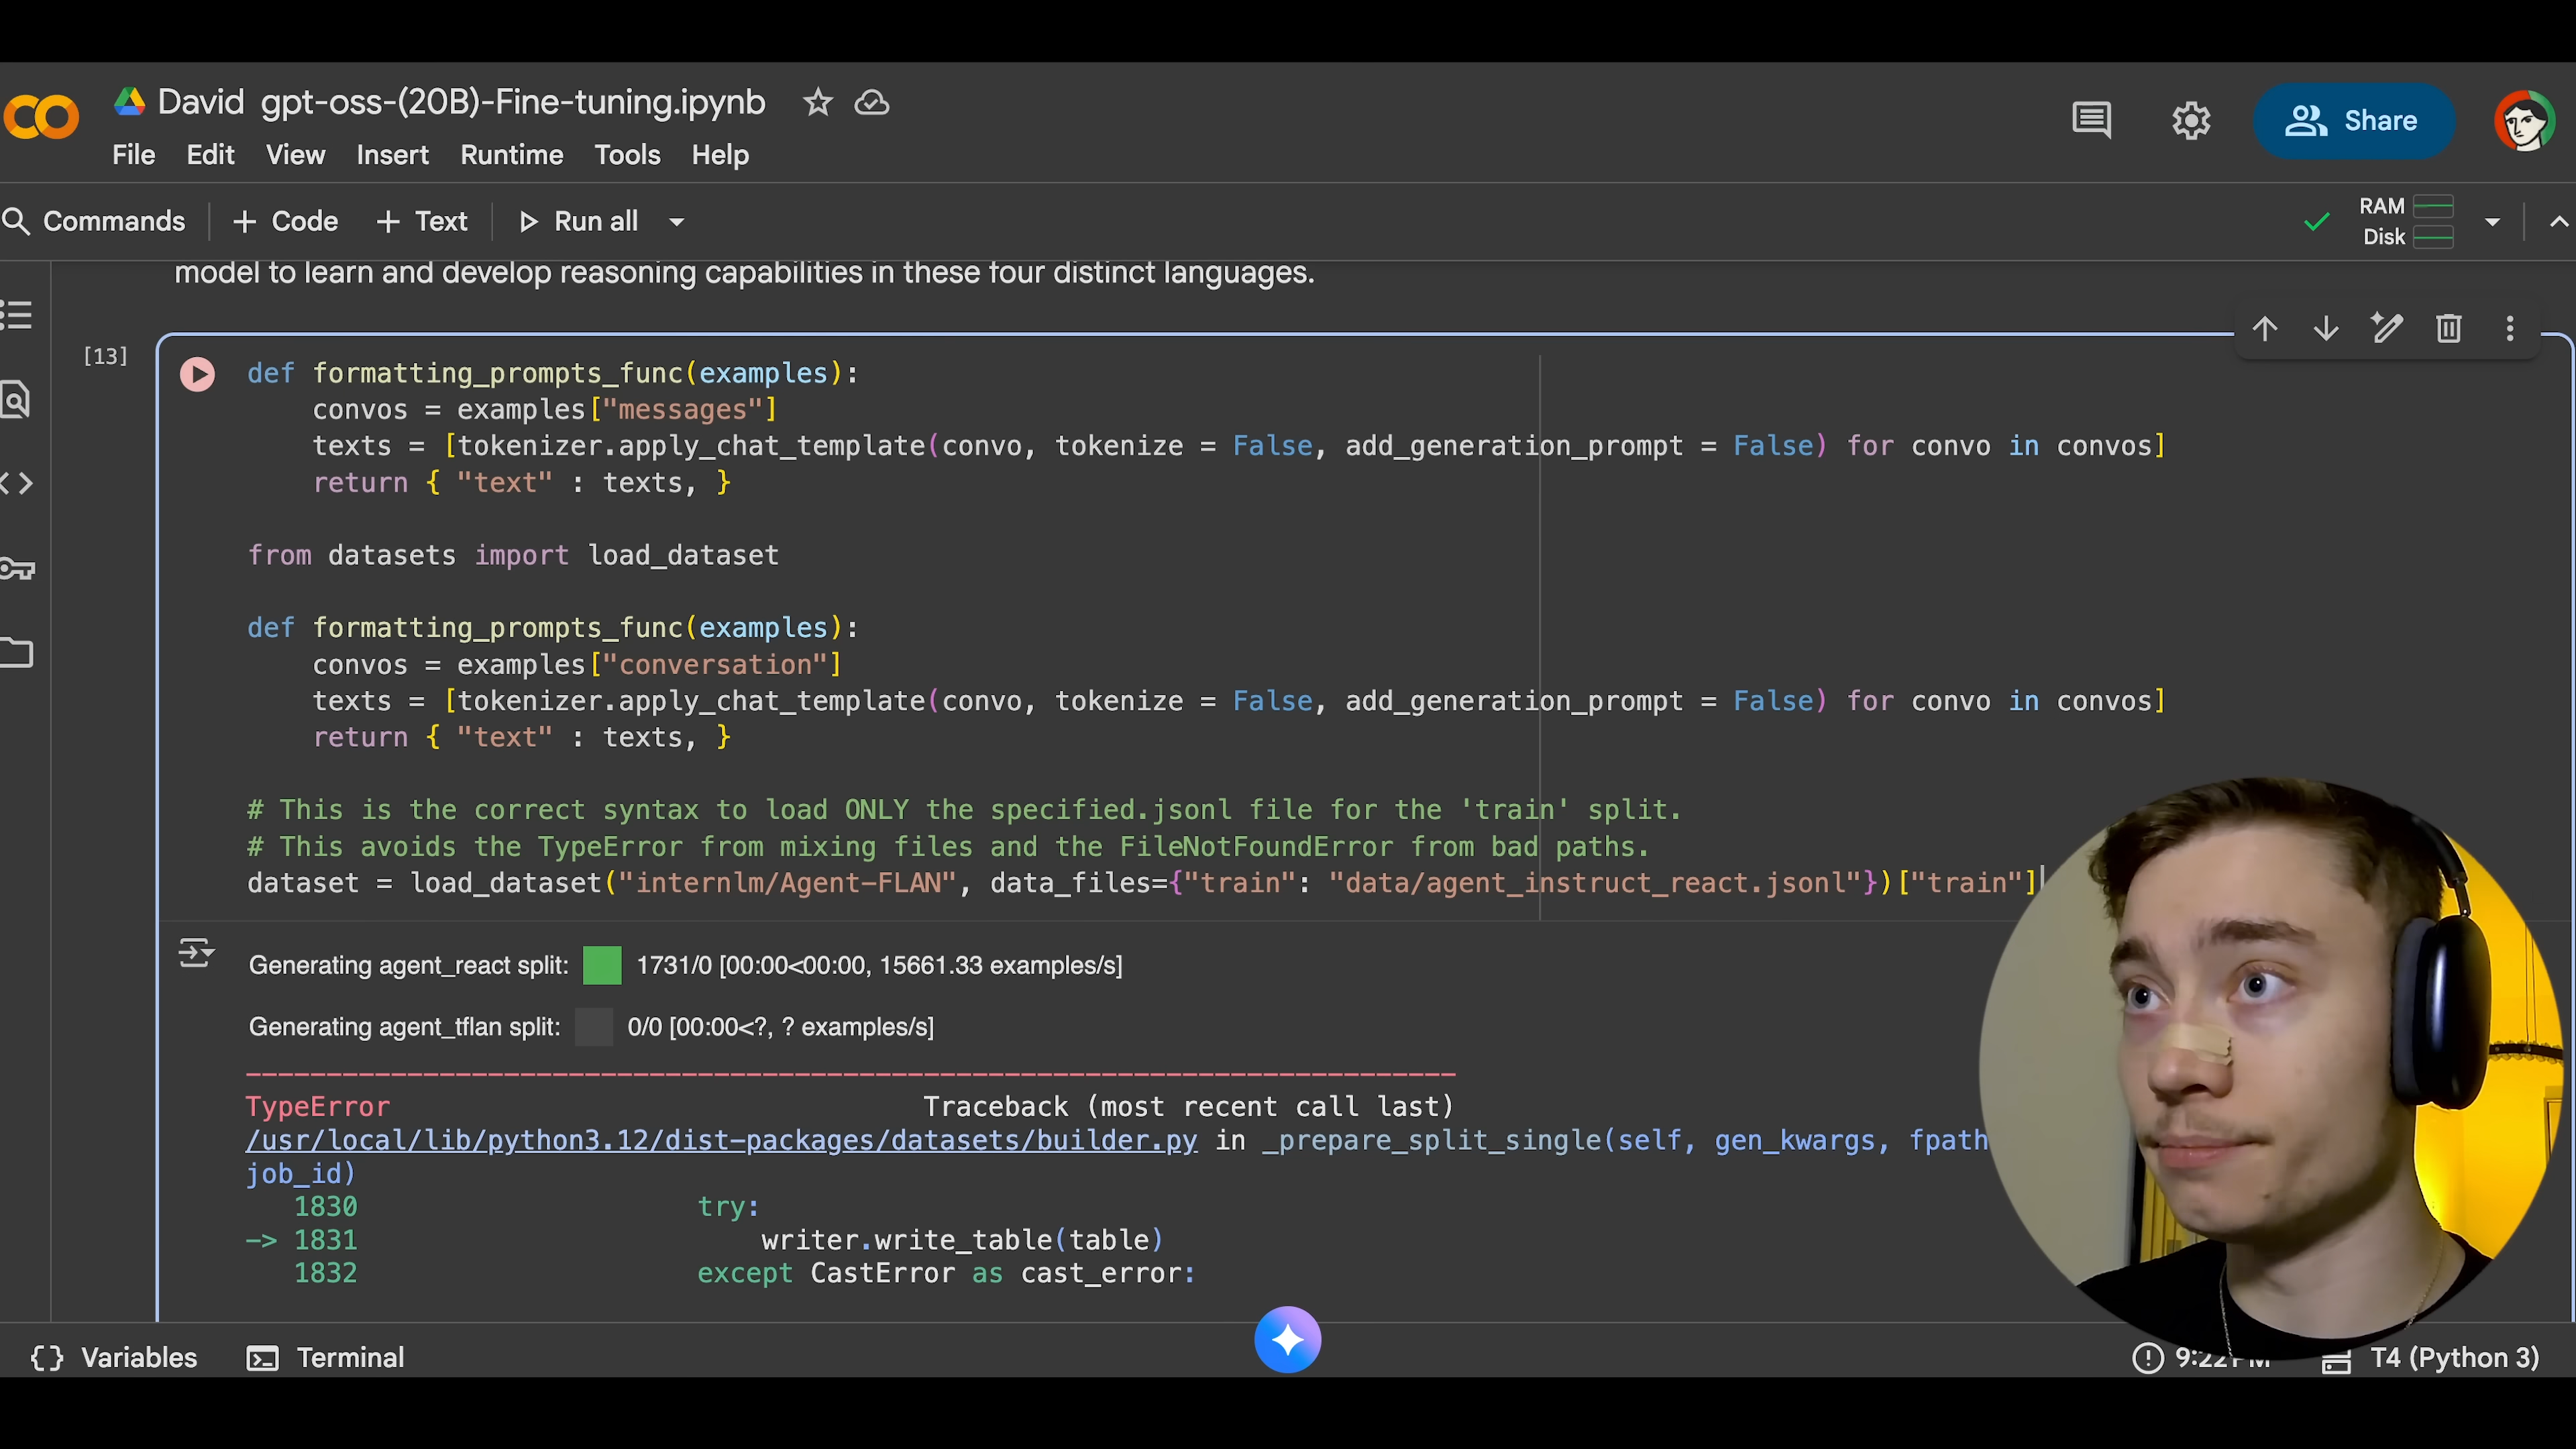 David gpt-oss-(20B)-Fine-tuning.ipynb
File Edit View Insert Runtime Tools Help
Share
Commands + Code + Text Run all
RAM
Disk
model to learn and develop reasoning capabilities in these four distinct languages.
[13]
def formatting_prompts_func(examples):
    convos = examples["messages"]
    texts = [tokenizer.apply_chat_template(convo, tokenize = False, add_generation_prompt = False) for convo in convos]
    return { "text" : texts, }
from datasets import load_dataset
def formatting_prompts_func(examples):
    convos = examples["conversation"]
    texts = [tokenizer.apply_chat_template(convo, tokenize = False, add_generation_prompt = False) for convo in convos]
    return { "text" : texts, }
# This is the correct syntax to load ONLY the specified.jsonl file for the 'train' split.
# This avoids the TypeError from mixing files and the FileNotFoundError from bad paths.
dataset = load_dataset("internlm/Agent-FLAN", data_files={"train": "data/agent_instruct_react.jsonl"})["train"]
Generating agent_react split: 1731/0 [00:00<00:00, 15661.33 examples/s]
Generating agent_tflan split: 0/0 [00:00<?, ? examples/s]
TypeError Traceback (most recent call last)
/usr/local/lib/python3.12/dist-packages/datasets/builder.py in _prepare_split_single(self, gen_kwargs, fpath
job_id)
1830 try:
-> 1831 writer.write_table(table)
1832 except CastError as cast_error:
{} Variables Terminal
9:22 PM T4 (Python 3)